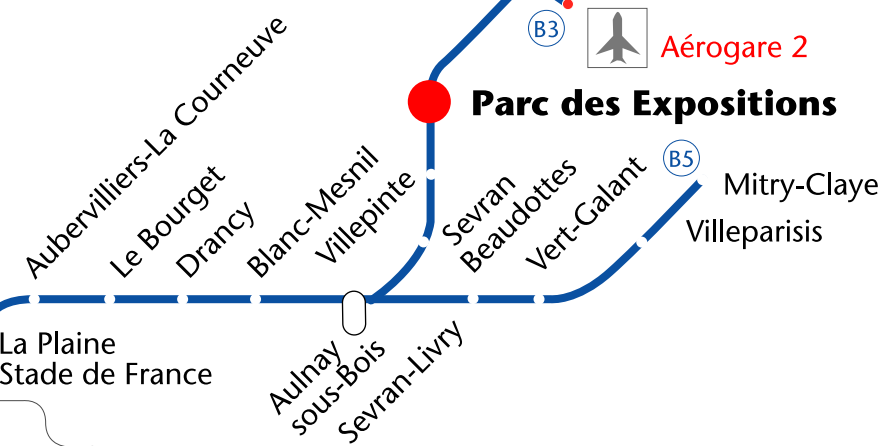 B3
Aérogare 2
Parc des Expositions
B5
Mitry-Claye
Villeparisis
Aubervilliers-La Courneuve
Le Bourget
Drancy
Blanc-Mesnil
Villepinte
Sevran
Beaudottes
Vert-Galant
La Plaine
Stade de France
Aulnay
sous-Bois
Sevran-Livry